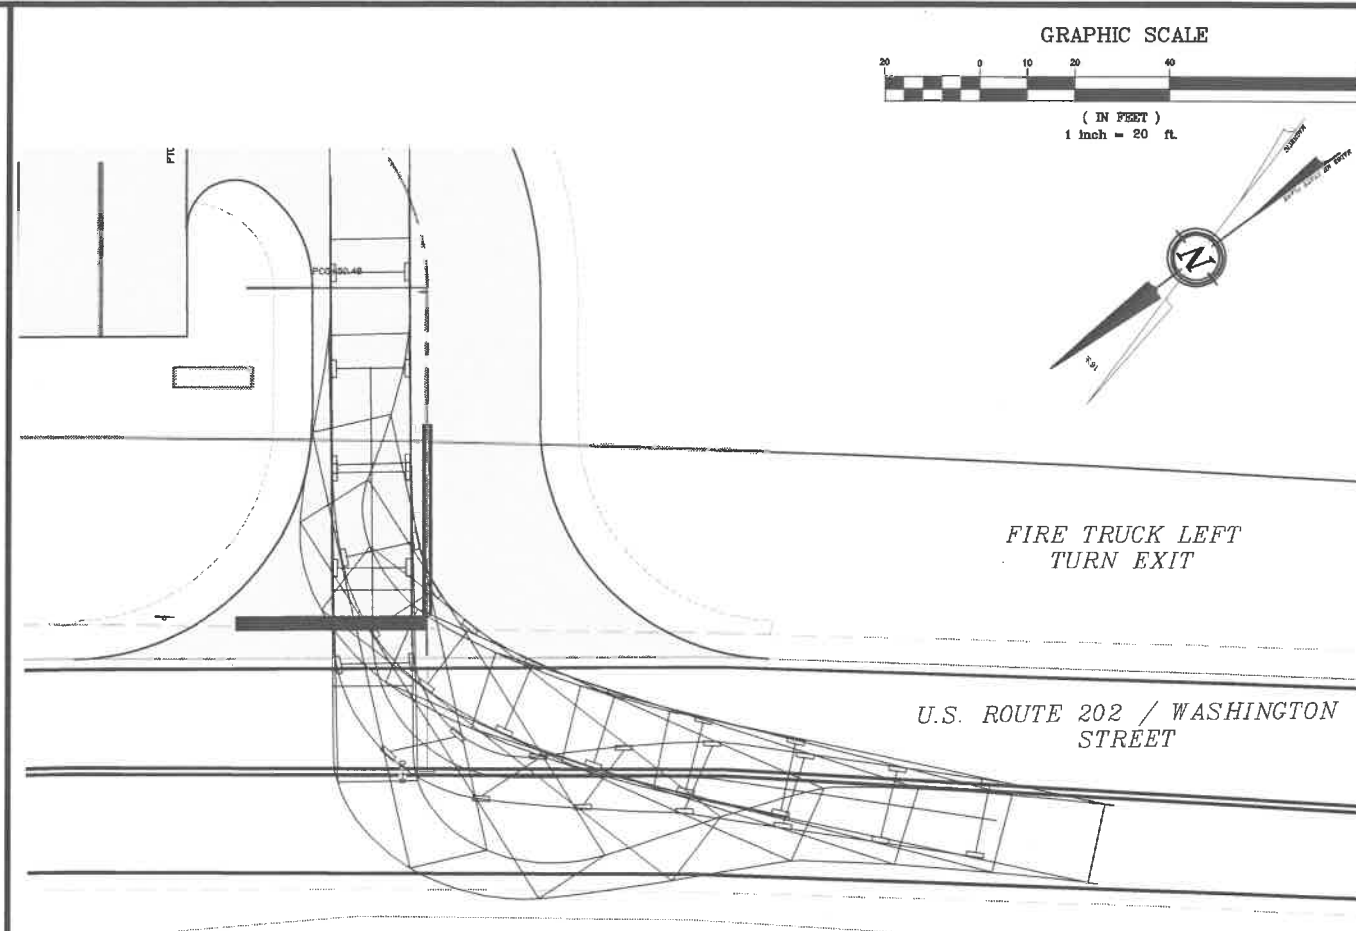 GRAPHIC SCALE
20 0 10 20 40
( IN FEET )
1 inch = 20 ft.
MAGNETIC
N
FIRE TRUCK LEFT
TURN EXIT
U.S. ROUTE 202 / WASHINGTON
STREET